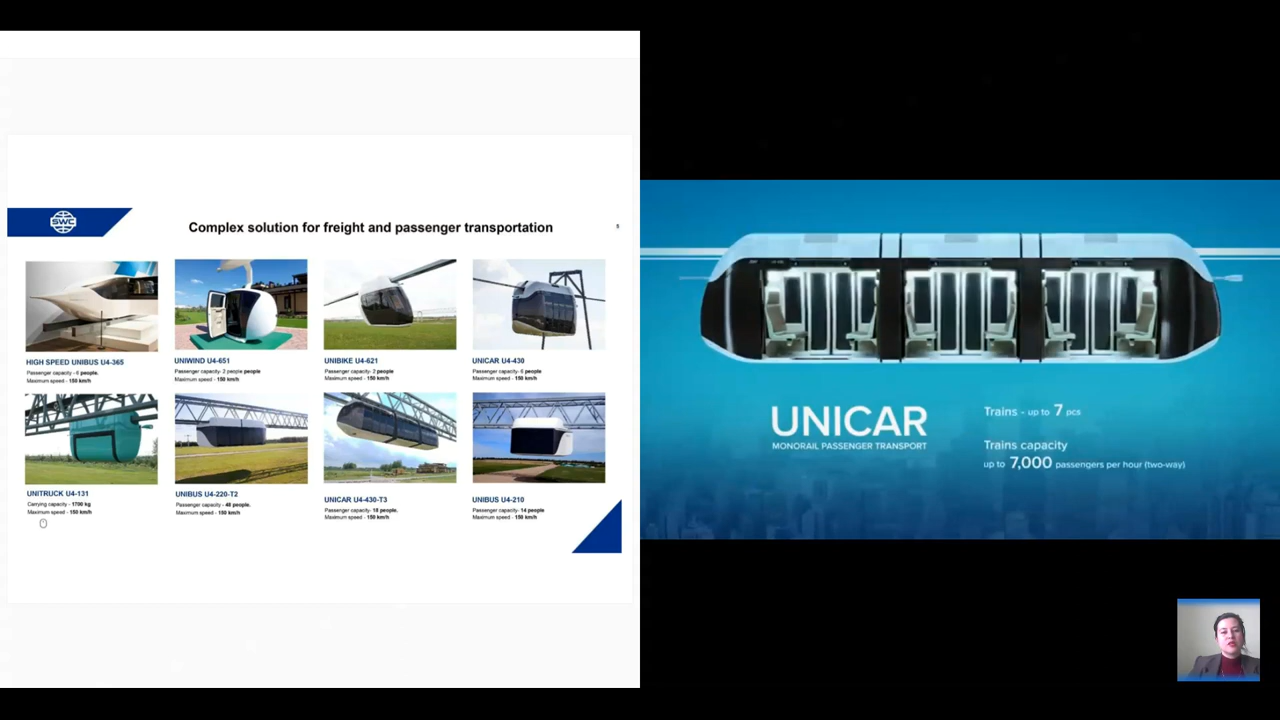 SWC
Complex solution for freight and passenger transportation
HIGH SPEED UNIBUS U4-365
Passenger capacity - 6 people.
Maximum speed - 150 km/h
UNIWIND U4-651
Passenger capacity- 2 people people
Maximum speed - 150 km/h
UNIBIKE U4-621
Passenger capacity- 2 people
Maximum speed - 150 km/h
UNICAR U4-430
Passenger capacity - 6 people
Maximum speed - 150 km/h
UNITRUCK U4-131
Carrying capacity - 1700 kg
Maximum speed - 150 km/h
UNIBUS U4-220-T2
Passenger capacity - 48 people.
Maximum speed - 150 km/h
UNICAR U4-430-T3
Passenger capacity - 18 people.
Maximum speed - 150 km/h
UNIBUS U4-210
Passenger capacity - 14 people
Maximum speed - 150 km/h
UNICAR
MONORAIL PASSENGER TRANSPORT
Trains - up to 7 pcs
Trains capacity
up to 7,000 passengers per hour (two-way)